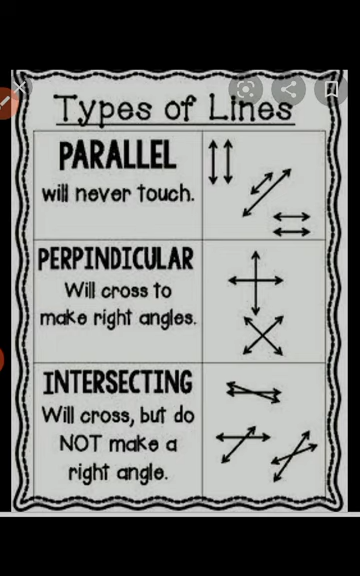 Types of Lines
PARALLEL
will never touch.
PERPINDICULAR
Will cross to
make right angles.
INTERSECTING
Will cross, but do
NOT make a
right angle.